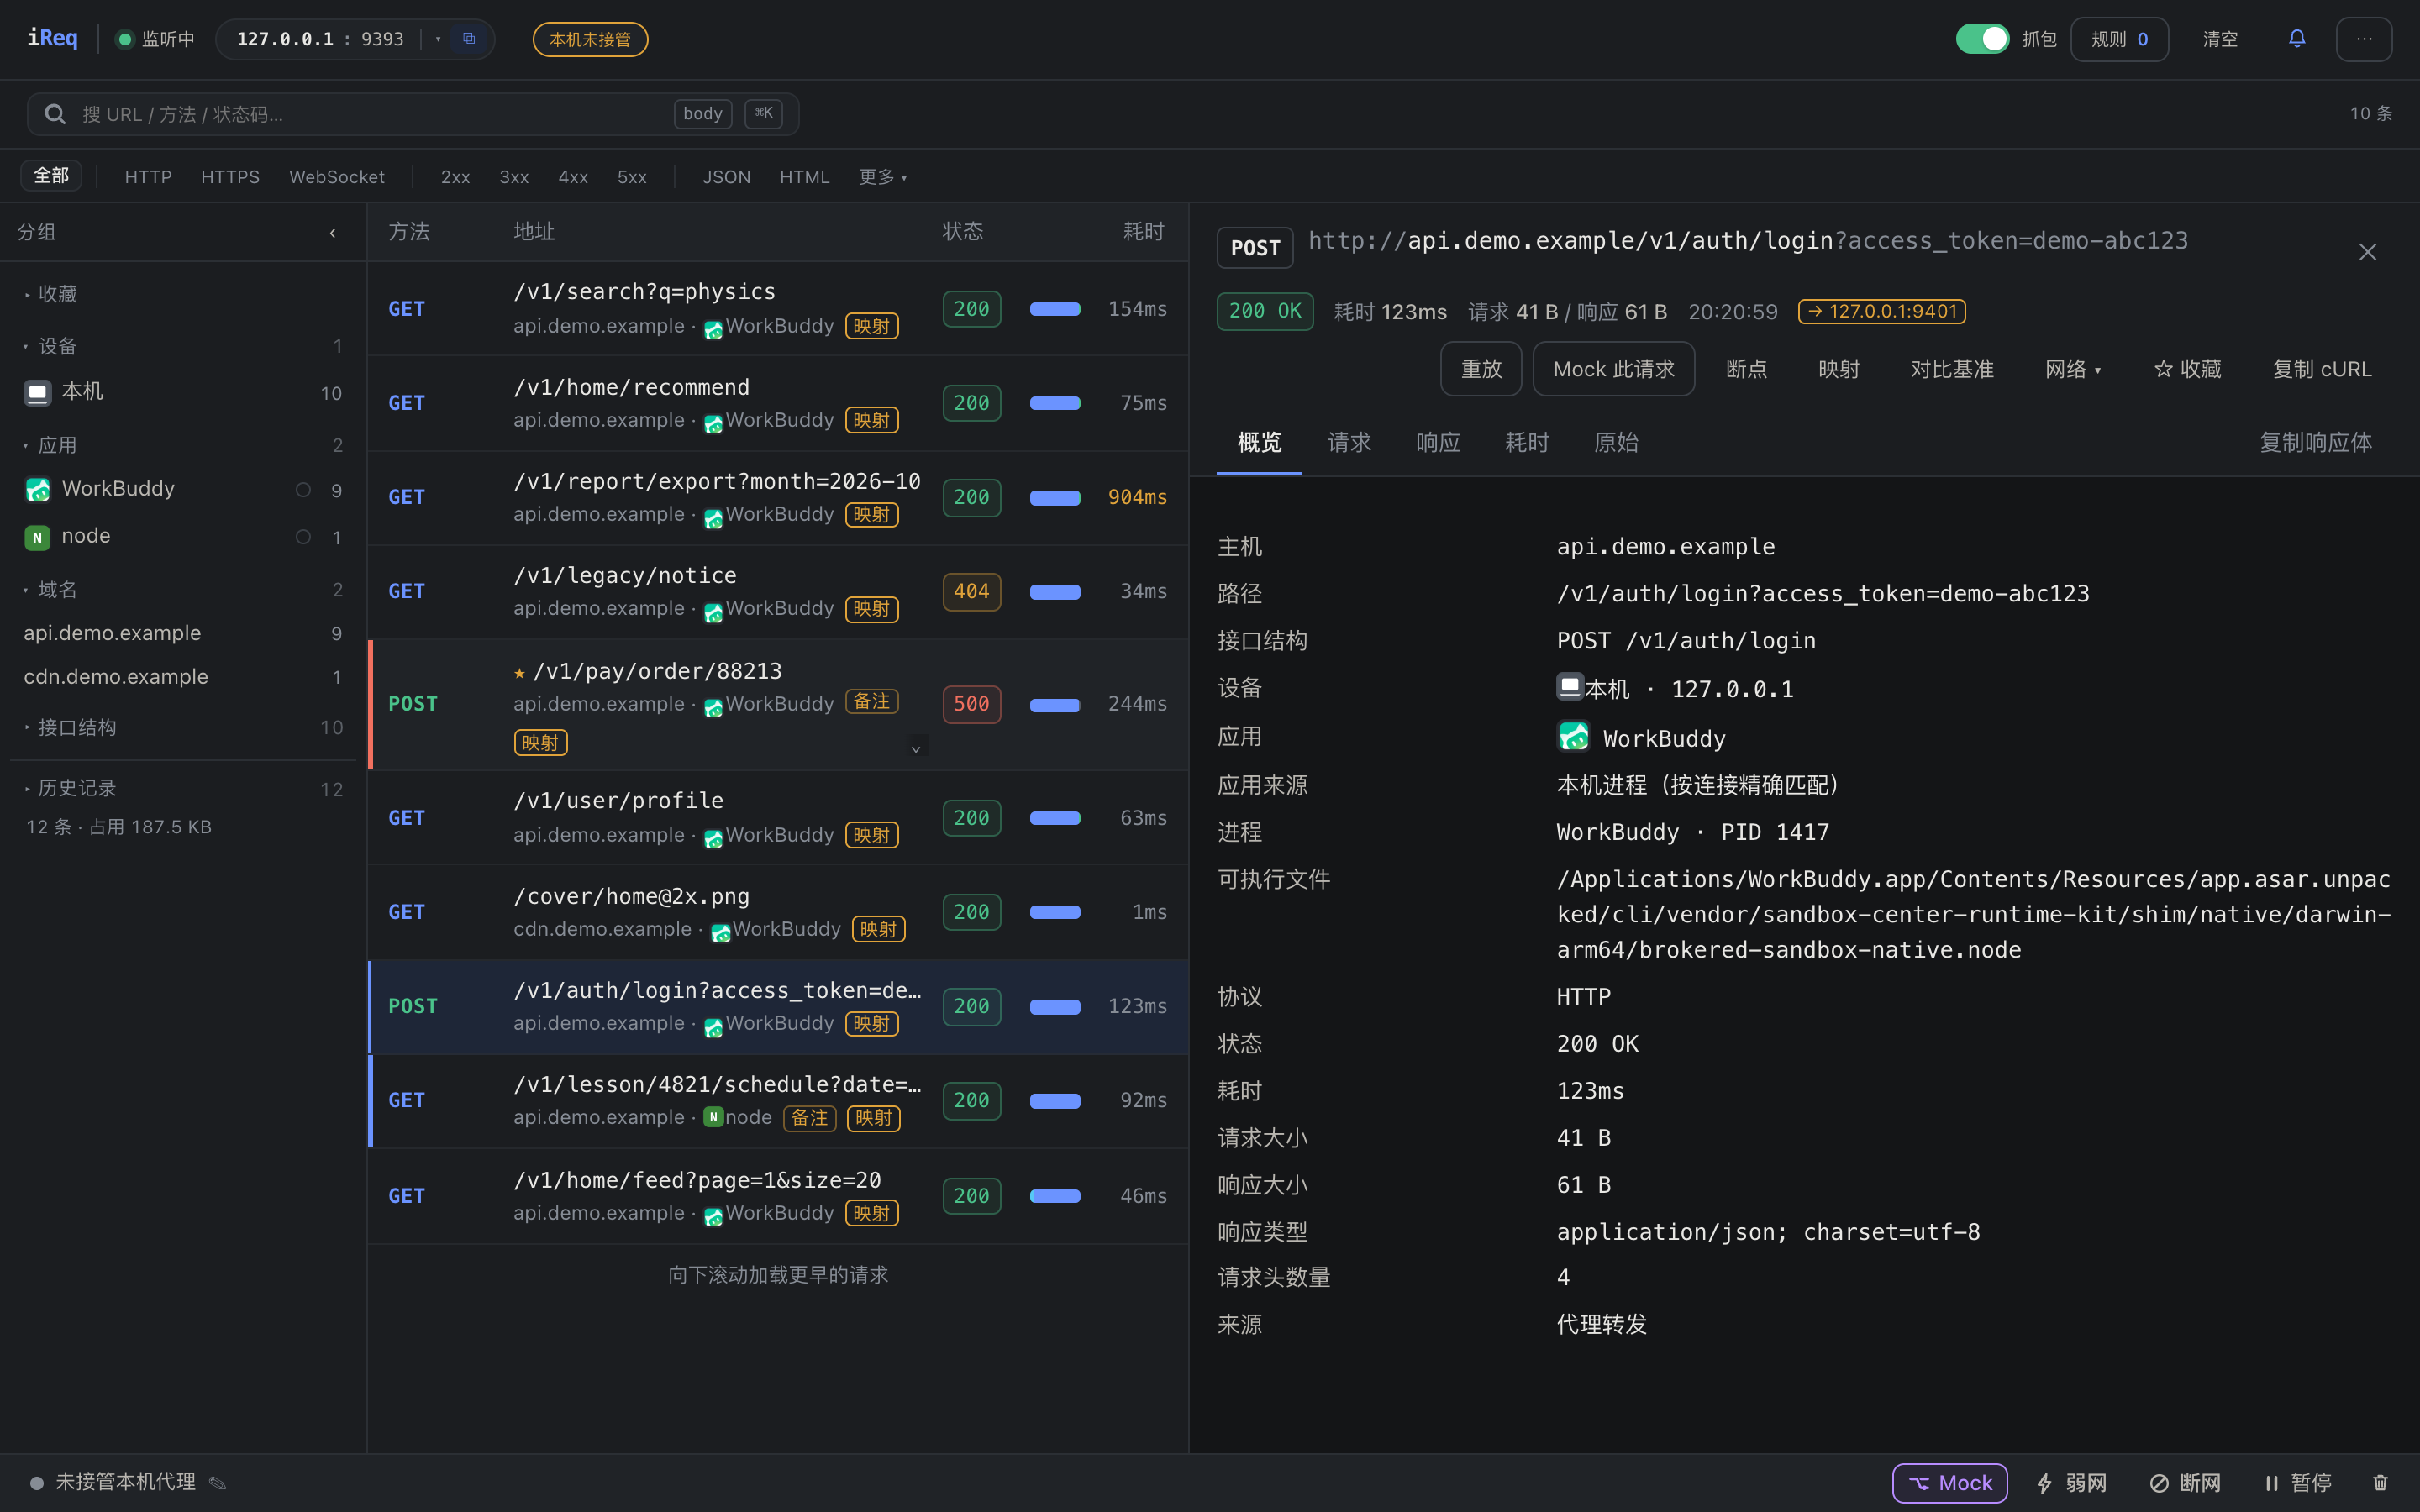 iReq 监听中 127.0.0.1 : 9393 ▾ 本机未接管 抓包 规则 0 清空 ···
搜 URL / 方法 / 状态码... body ⌘K 10 条
全部 HTTP HTTPS WebSocket 2xx 3xx 4xx 5xx JSON HTML 更多 ▾
分组 ‹
收藏
设备 1
本机 10
应用 2
WorkBuddy 9
N node 1
域名 2
api.demo.example 9
cdn.demo.example 1
接口结构 10
历史记录 12
12 条 · 占用 187.5 KB
方法 地址 状态 耗时
GET /v1/search?q=physics 200 154ms
api.demo.example · WorkBuddy 映射
GET /v1/home/recommend 200 75ms
api.demo.example · WorkBuddy 映射
GET /v1/report/export?month=2026-10 200 904ms
api.demo.example · WorkBuddy 映射
GET /v1/legacy/notice 404 34ms
api.demo.example · WorkBuddy 映射
POST ★ /v1/pay/order/88213 500 244ms
api.demo.example · WorkBuddy 备注
映射
GET /v1/user/profile 200 63ms
api.demo.example · WorkBuddy 映射
GET /cover/home@2x.png 200 1ms
cdn.demo.example · WorkBuddy 映射
POST /v1/auth/login?access_token=de… 200 123ms
api.demo.example · WorkBuddy 映射
GET /v1/lesson/4821/schedule?date=… 200 92ms
api.demo.example · N node 备注 映射
GET /v1/home/feed?page=1&size=20 200 46ms
api.demo.example · WorkBuddy 映射
向下滚动加载更早的请求
POST http://api.demo.example/v1/auth/login?access_token=demo-abc123
200 OK 耗时 123ms 请求 41 B / 响应 61 B 20:20:59 → 127.0.0.1:9401
重放 Mock 此请求 断点 映射 对比基准 网络 ▾ ☆ 收藏 复制 cURL
概览 请求 响应 耗时 原始 复制响应体
主机 api.demo.example
路径 /v1/auth/login?access_token=demo-abc123
接口结构 POST /v1/auth/login
设备 本机 · 127.0.0.1
应用 WorkBuddy
应用来源 本机进程（按连接精确匹配）
进程 WorkBuddy · PID 1417
可执行文件 /Applications/WorkBuddy.app/Contents/Resources/app.asar.unpac
ked/cli/vendor/sandbox-center-runtime-kit/shim/native/darwin-
arm64/brokered-sandbox-native.node
协议 HTTP
状态 200 OK
耗时 123ms
请求大小 41 B
响应大小 61 B
响应类型 application/json; charset=utf-8
请求头数量 4
来源 代理转发
未接管本机代理 Mock 弱网 断网 暂停